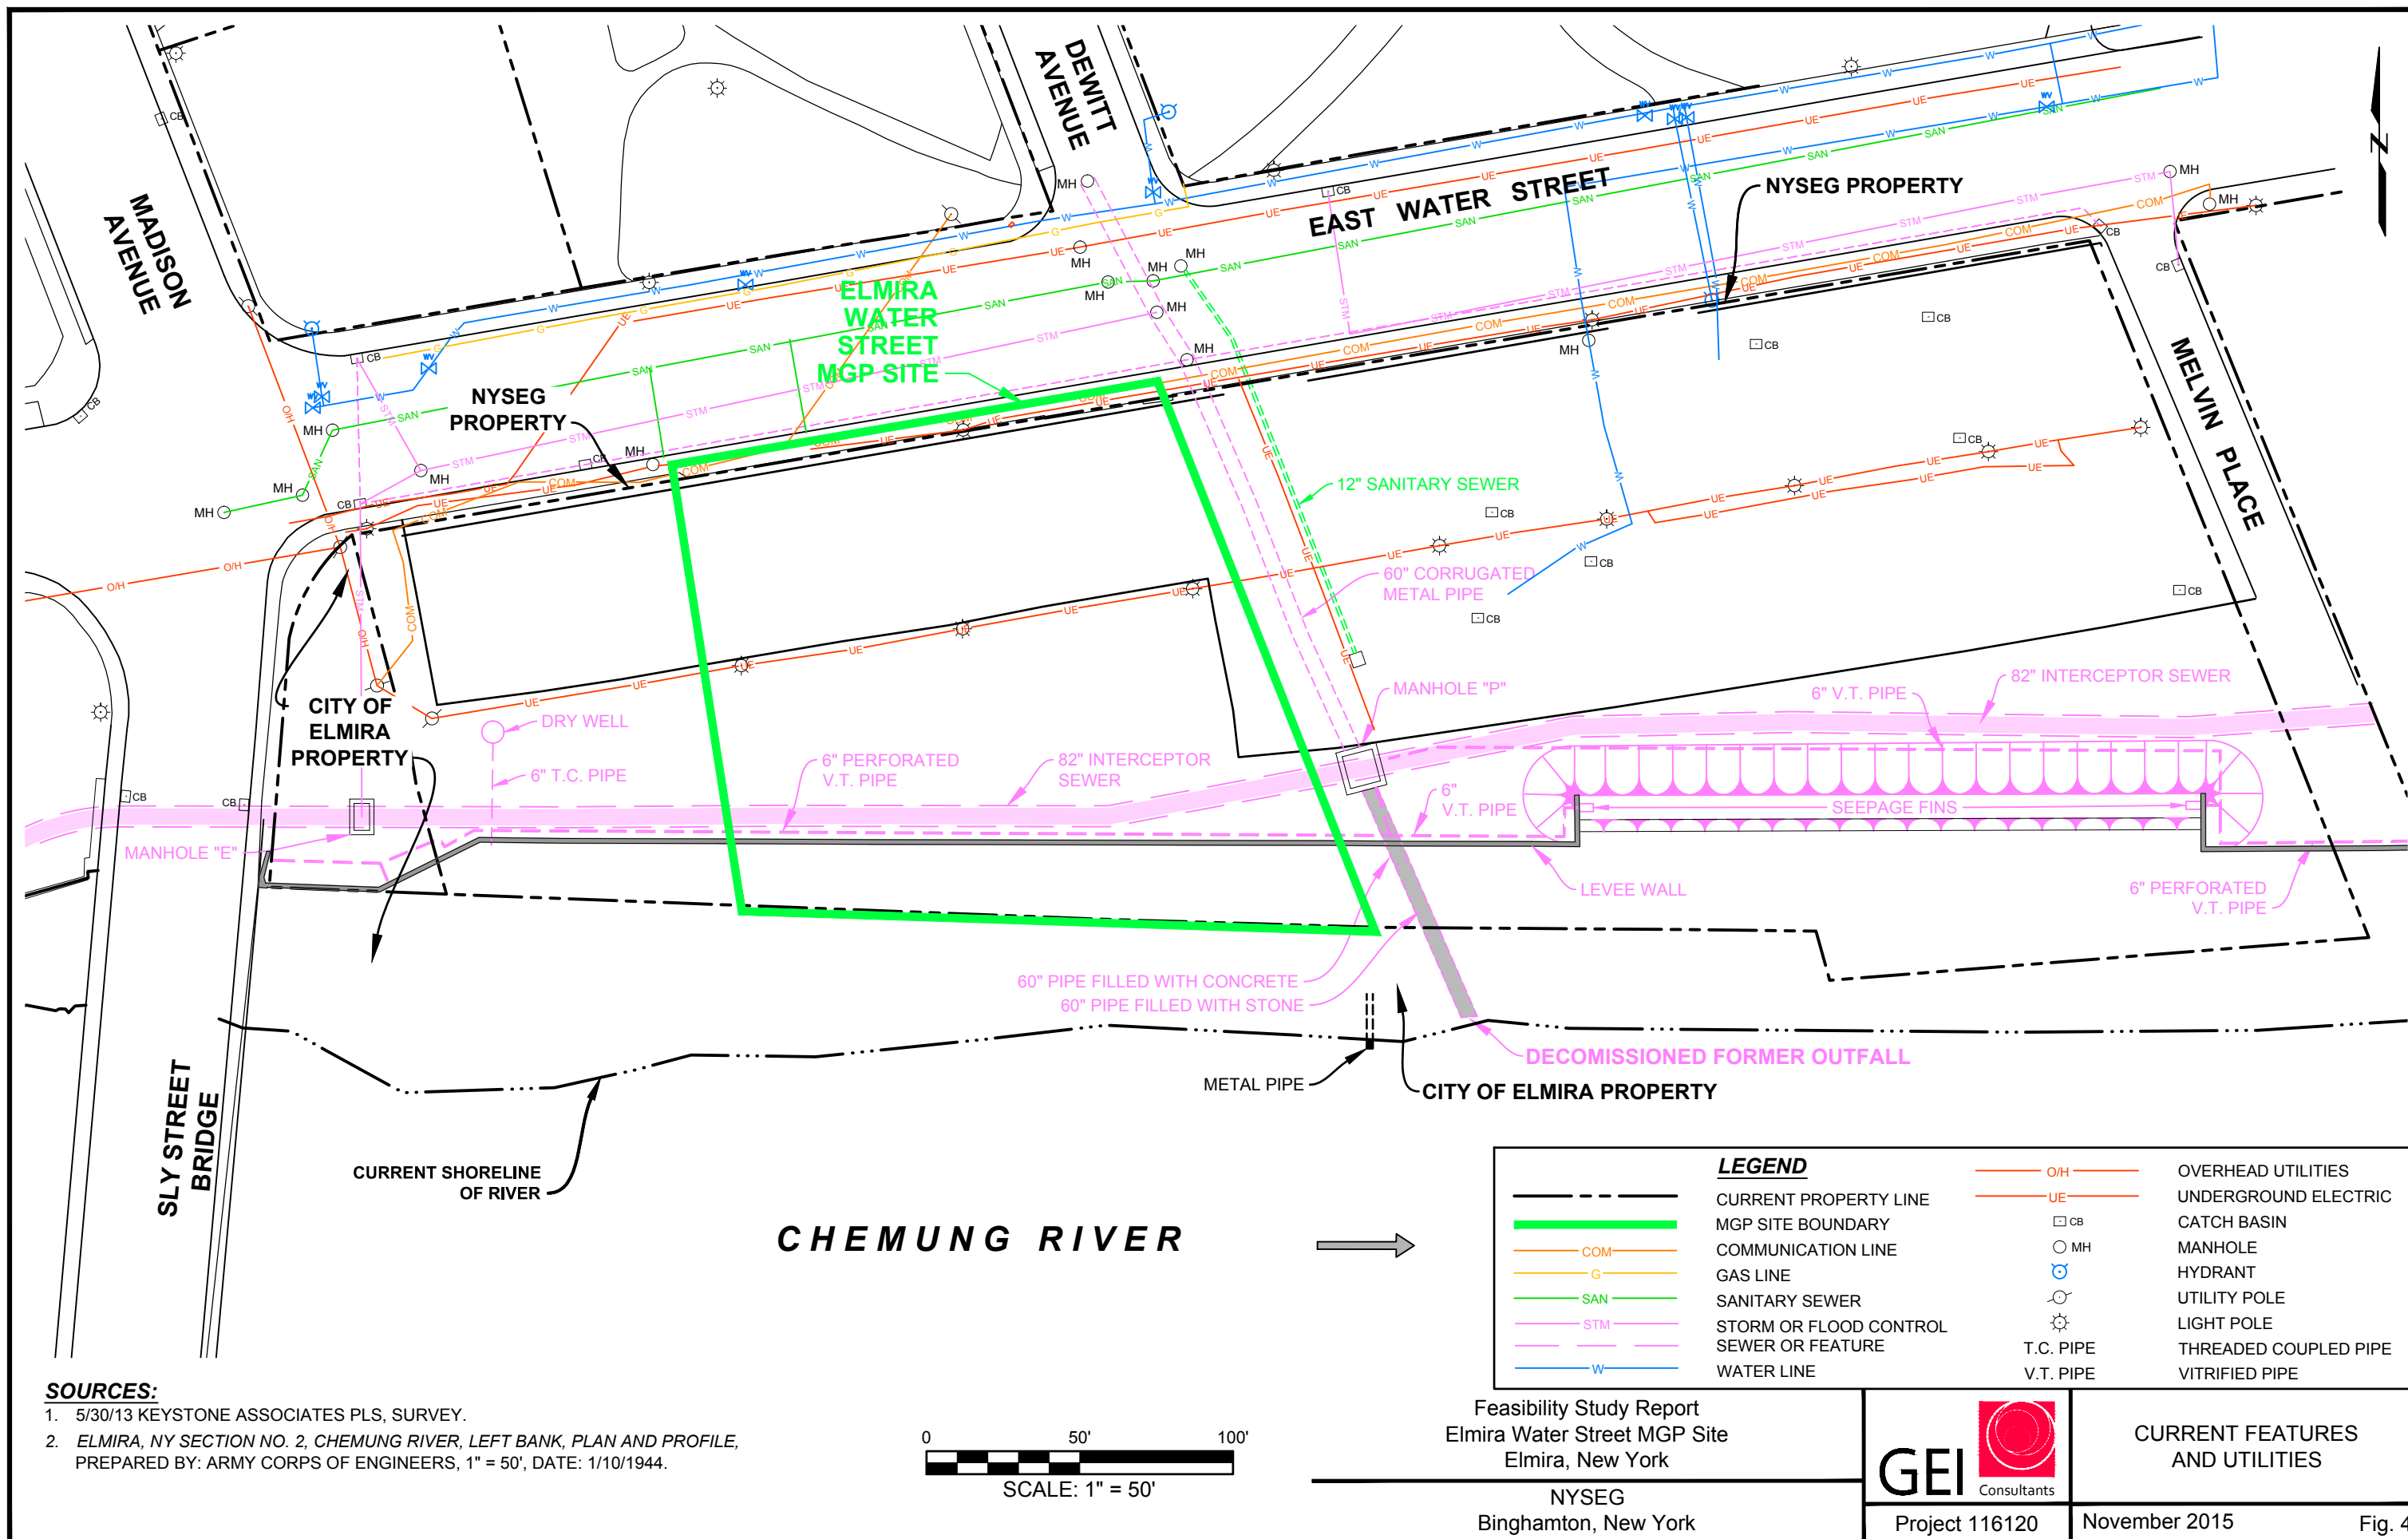 MADISON
AVENUE
DEWITT
AVENUE
EAST WATER STREET
NYSEG PROPERTY
MELVIN PLACE
ELMIRA
WATER
STREET
MGP SITE
NYSEG
PROPERTY
12" SANITARY SEWER
60" CORRUGATED
METAL PIPE
MANHOLE "P"
6" V.T. PIPE
82" INTERCEPTOR SEWER
CITY OF
ELMIRA
PROPERTY
DRY WELL
6" T.C. PIPE
6" PERFORATED
V.T. PIPE
82" INTERCEPTOR
SEWER
6"
V.T. PIPE
SEEPAGE FINS
MANHOLE "E"
LEVEE WALL
6" PERFORATED
V.T. PIPE
60" PIPE FILLED WITH CONCRETE
60" PIPE FILLED WITH STONE
DECOMISSIONED FORMER OUTFALL
METAL PIPE
CITY OF ELMIRA PROPERTY
SLY STREET
BRIDGE
CURRENT SHORELINE
OF RIVER
CHEMUNG RIVER
N
LEGEND
CURRENT PROPERTY LINE
MGP SITE BOUNDARY
COM COMMUNICATION LINE
G GAS LINE
SAN SANITARY SEWER
STM STORM OR FLOOD CONTROL
SEWER OR FEATURE
W WATER LINE
O/H OVERHEAD UTILITIES
UE UNDERGROUND ELECTRIC
CB CATCH BASIN
MH MANHOLE
HYDRANT
UTILITY POLE
LIGHT POLE
T.C. PIPE THREADED COUPLED PIPE
V.T. PIPE VITRIFIED PIPE
SOURCES:
1. 5/30/13 KEYSTONE ASSOCIATES PLS, SURVEY.
2. ELMIRA, NY SECTION NO. 2, CHEMUNG RIVER, LEFT BANK, PLAN AND PROFILE,
PREPARED BY: ARMY CORPS OF ENGINEERS, 1" = 50', DATE: 1/10/1944.
0 50' 100'
SCALE: 1" = 50'
Feasibility Study Report
Elmira Water Street MGP Site
Elmira, New York
NYSEG
Binghamton, New York
GEI
Consultants
Project 116120
CURRENT FEATURES
AND UTILITIES
November 2015
Fig. 4